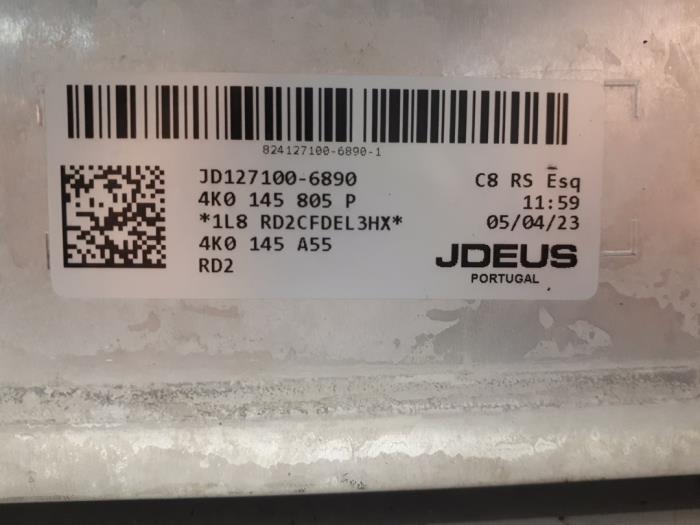 824127100-6890-1
JD127100-6890
4K0 145 805 P
*1L8 RD2CFDEL3HX*
4K0 145 A55
RD2
C8 RS Esq
11:59
05/04/23
JDEUS
PORTUGAL